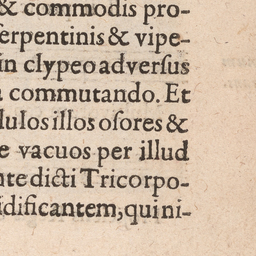 & commodis pro-
serpentinis & vipe-
in clypeo adverſus
commutando. Et
lulos illos oſores &
e vacuos per illud
nte dicti Tricorpo-
idificantem, qui ni-